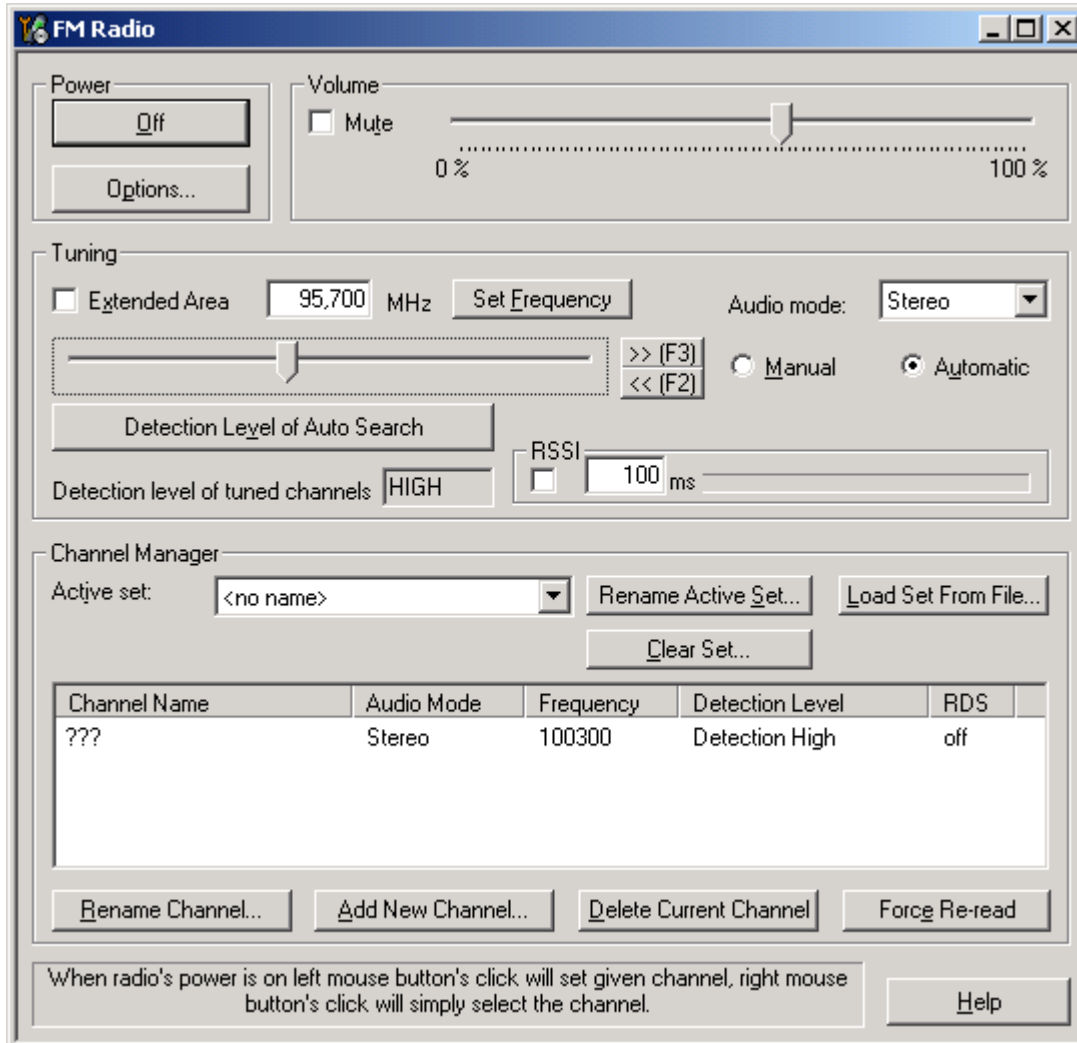 FM Radio
Power
Off
Options...
Volume
Mute
0 %
100 %
Tuning
Extended Area
95,700 MHz
Set Frequency
Audio mode:
Stereo
>> (F3)
<< (F2)
Manual
Automatic
Detection Level of Auto Search
Detection level of tuned channels HIGH
RSSI
100 ms
Channel Manager
Active set:
<no name>
Rename Active Set...
Load Set From File...
Clear Set...
Channel Name Audio Mode Frequency Detection Level RDS
??? Stereo 100300 Detection High off
Rename Channel...
Add New Channel...
Delete Current Channel
Force Re-read
When radio's power is on left mouse button's click will set given channel, right mouse
button's click will simply select the channel.
Help